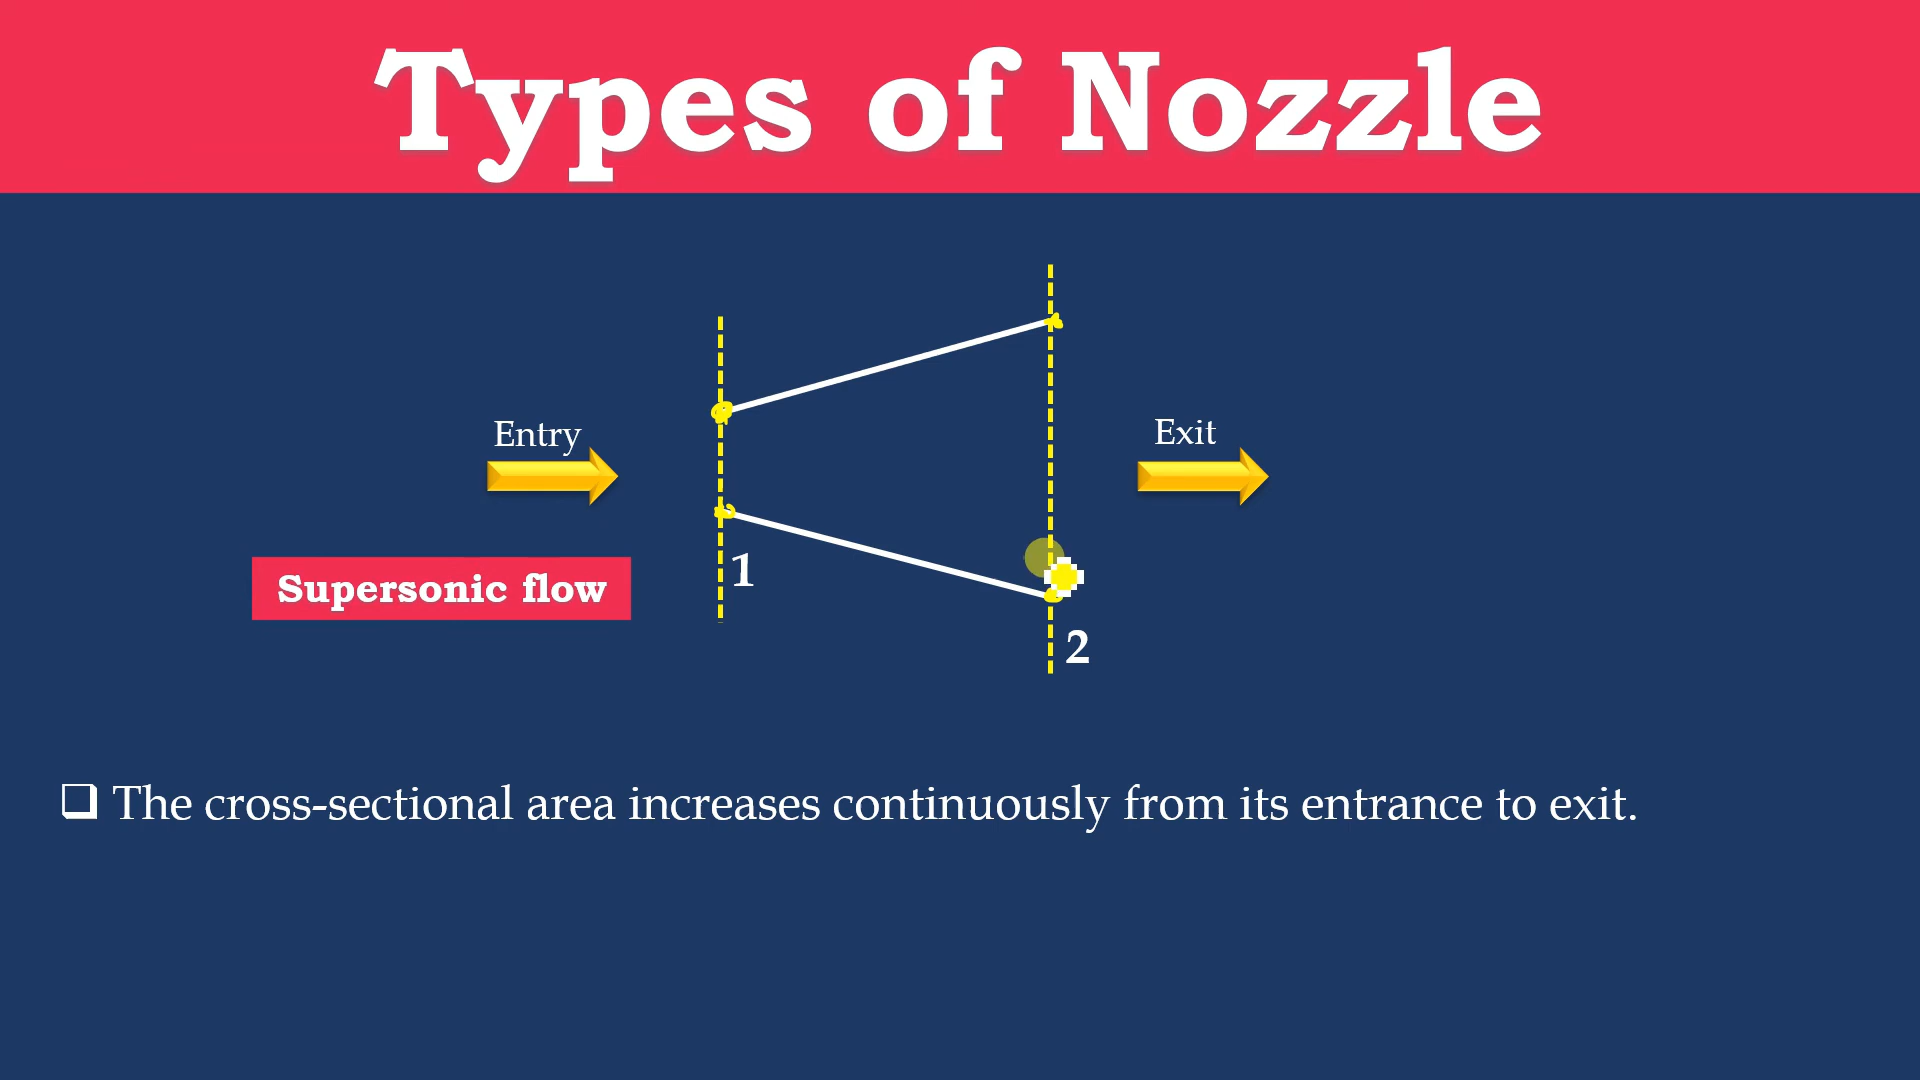 Types of Nozzle
Entry
Exit
Supersonic flow
1
2
The cross-sectional area increases continuously from its entrance to exit.